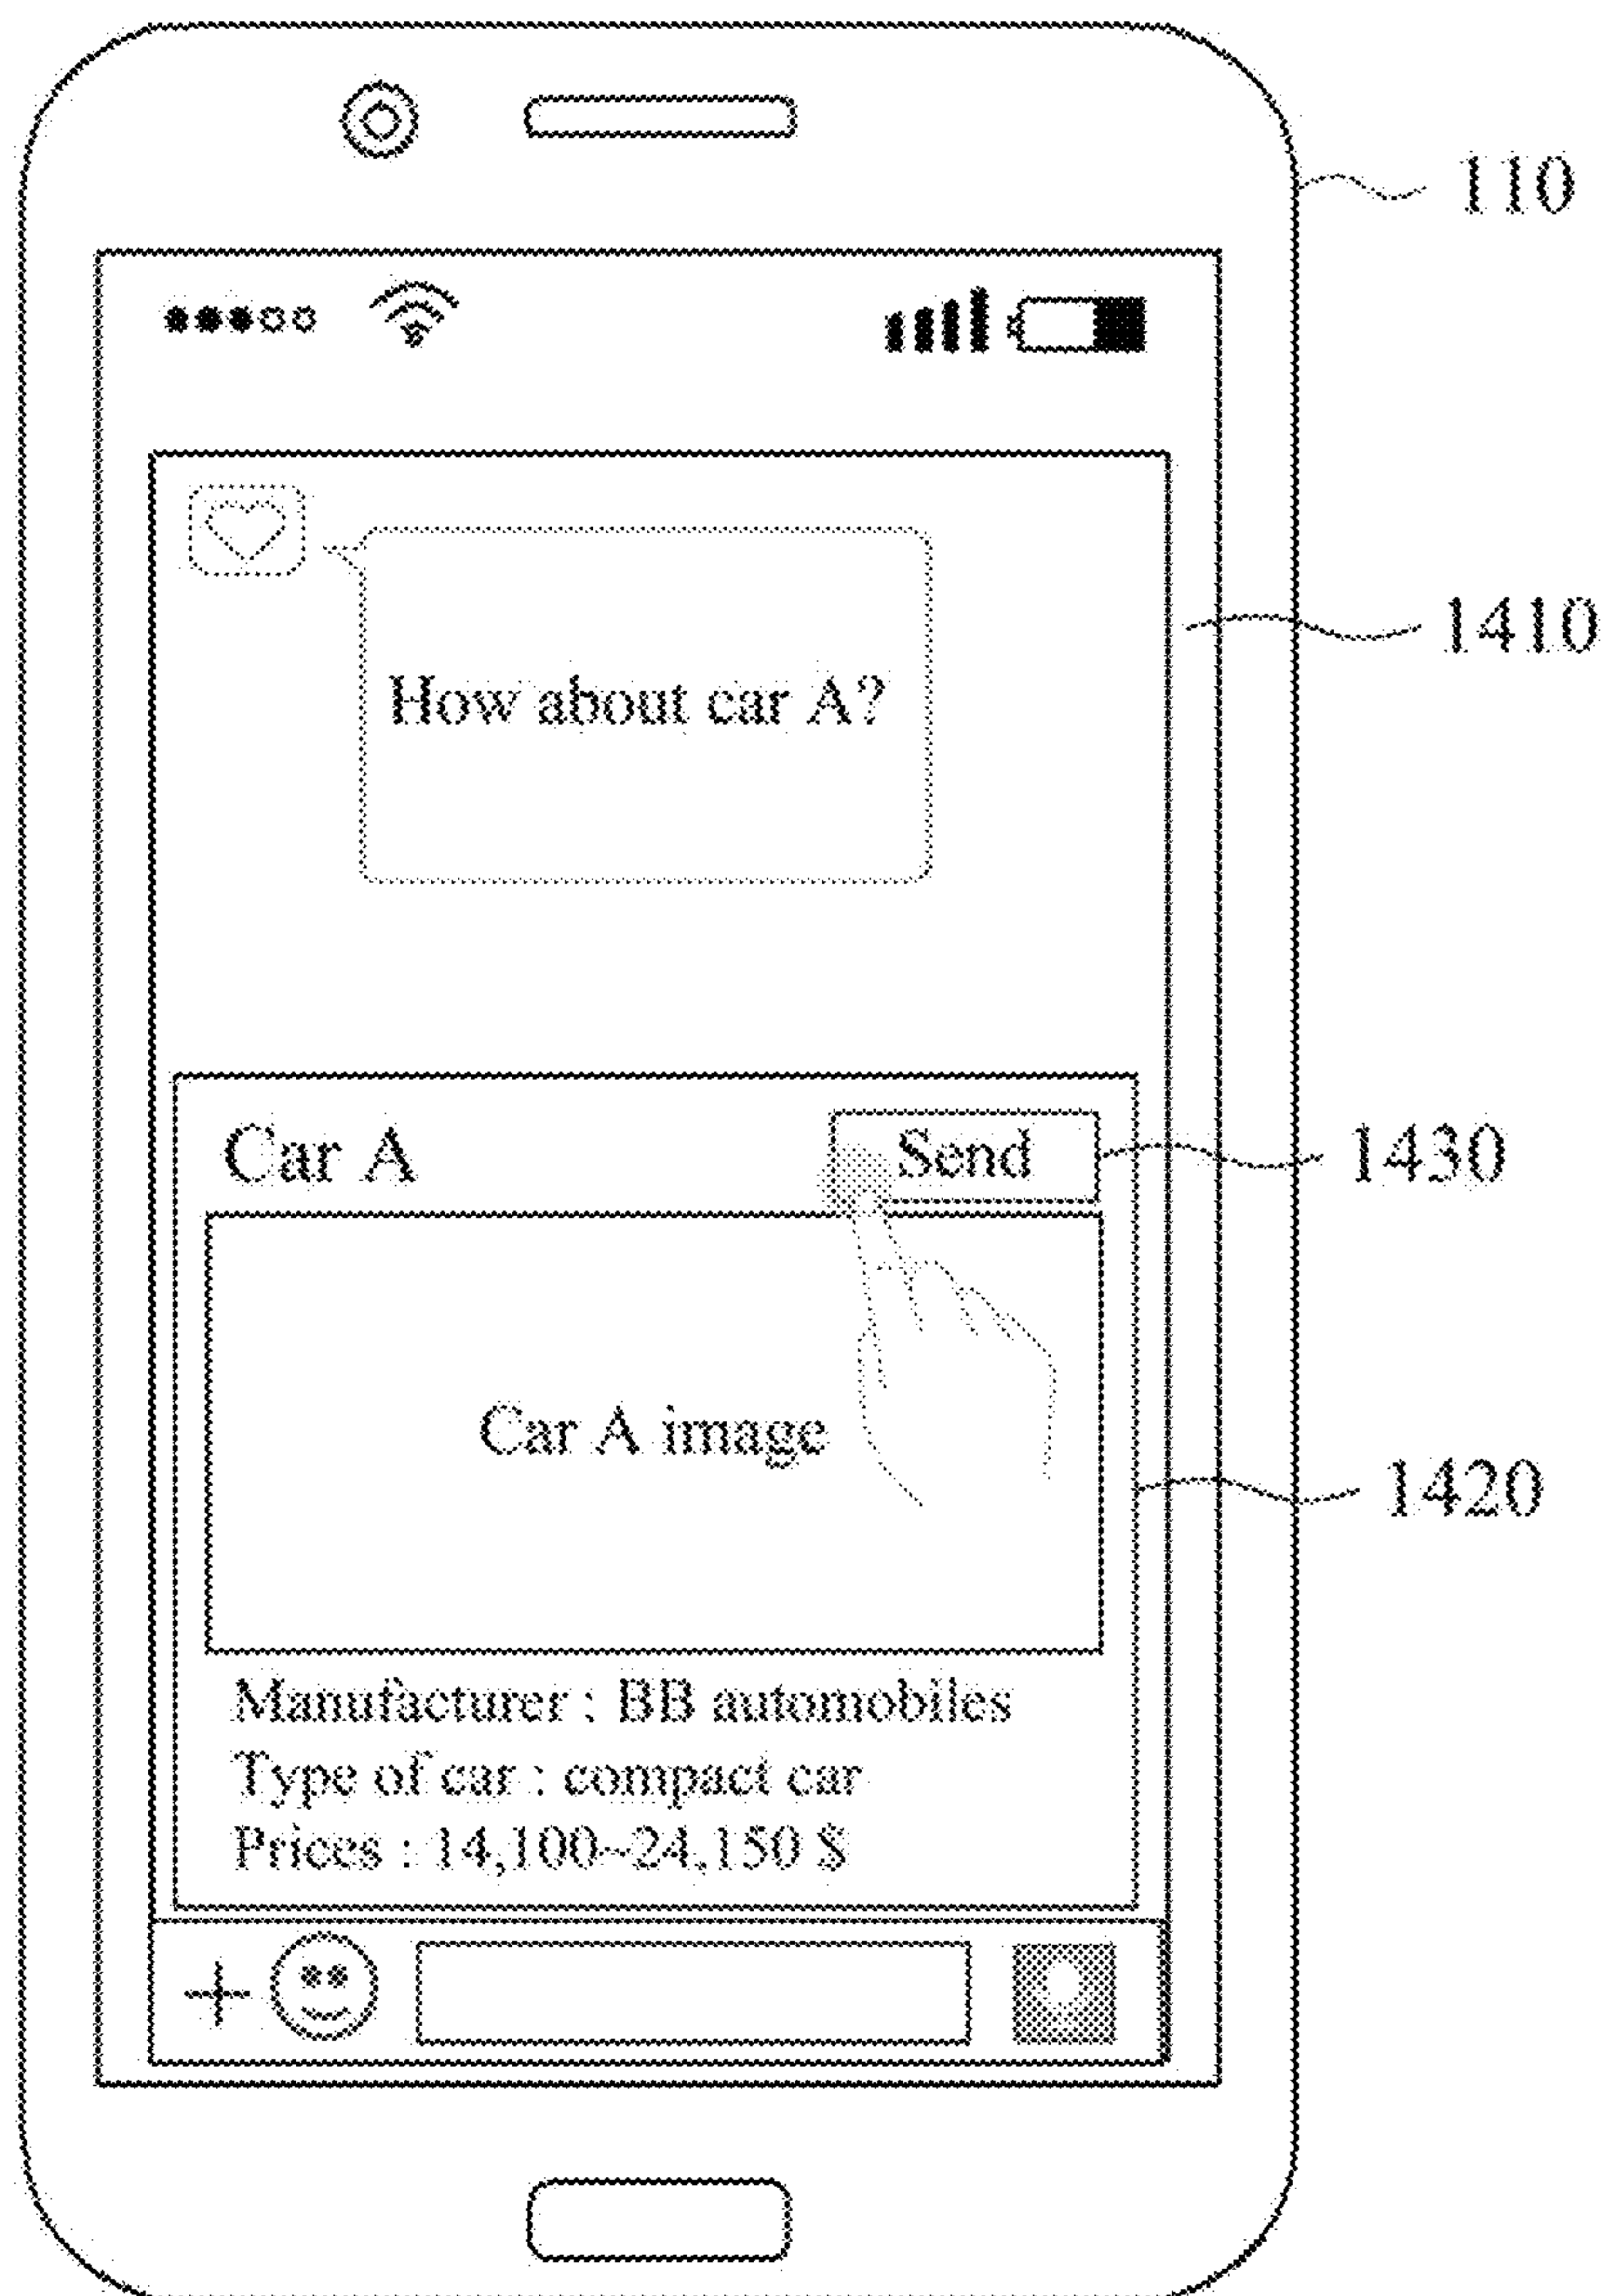 110
1410
How about car A?
Car A
Send
1430
Car A image
1420
Manufacturer : BB automobiles
Type of car : compact car
Prices : 14,100~24,150 $